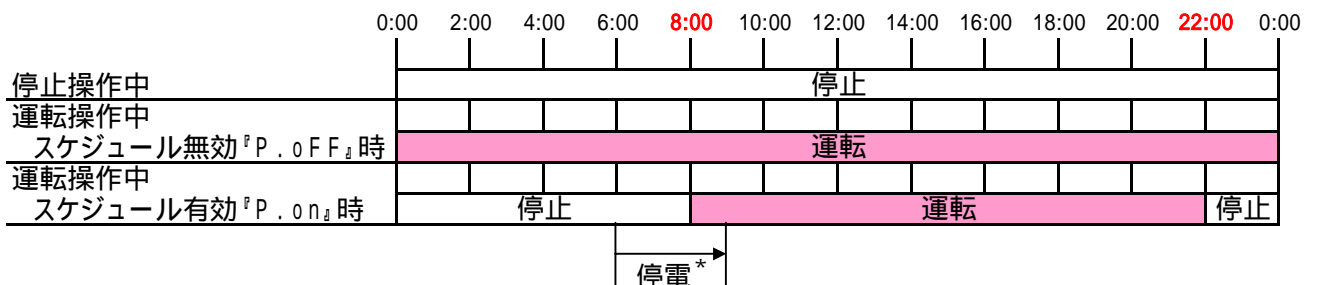 0:00 2:00 4:00 6:00 8:00 10:00 12:00 14:00 16:00 18:00 20:00 22:00 0:00
停止操作中 停止
運転操作中
スケジュール無効『P.oFF』時 運転
運転操作中
スケジュール有効『P.on』時 停止 運転 停止
停電*